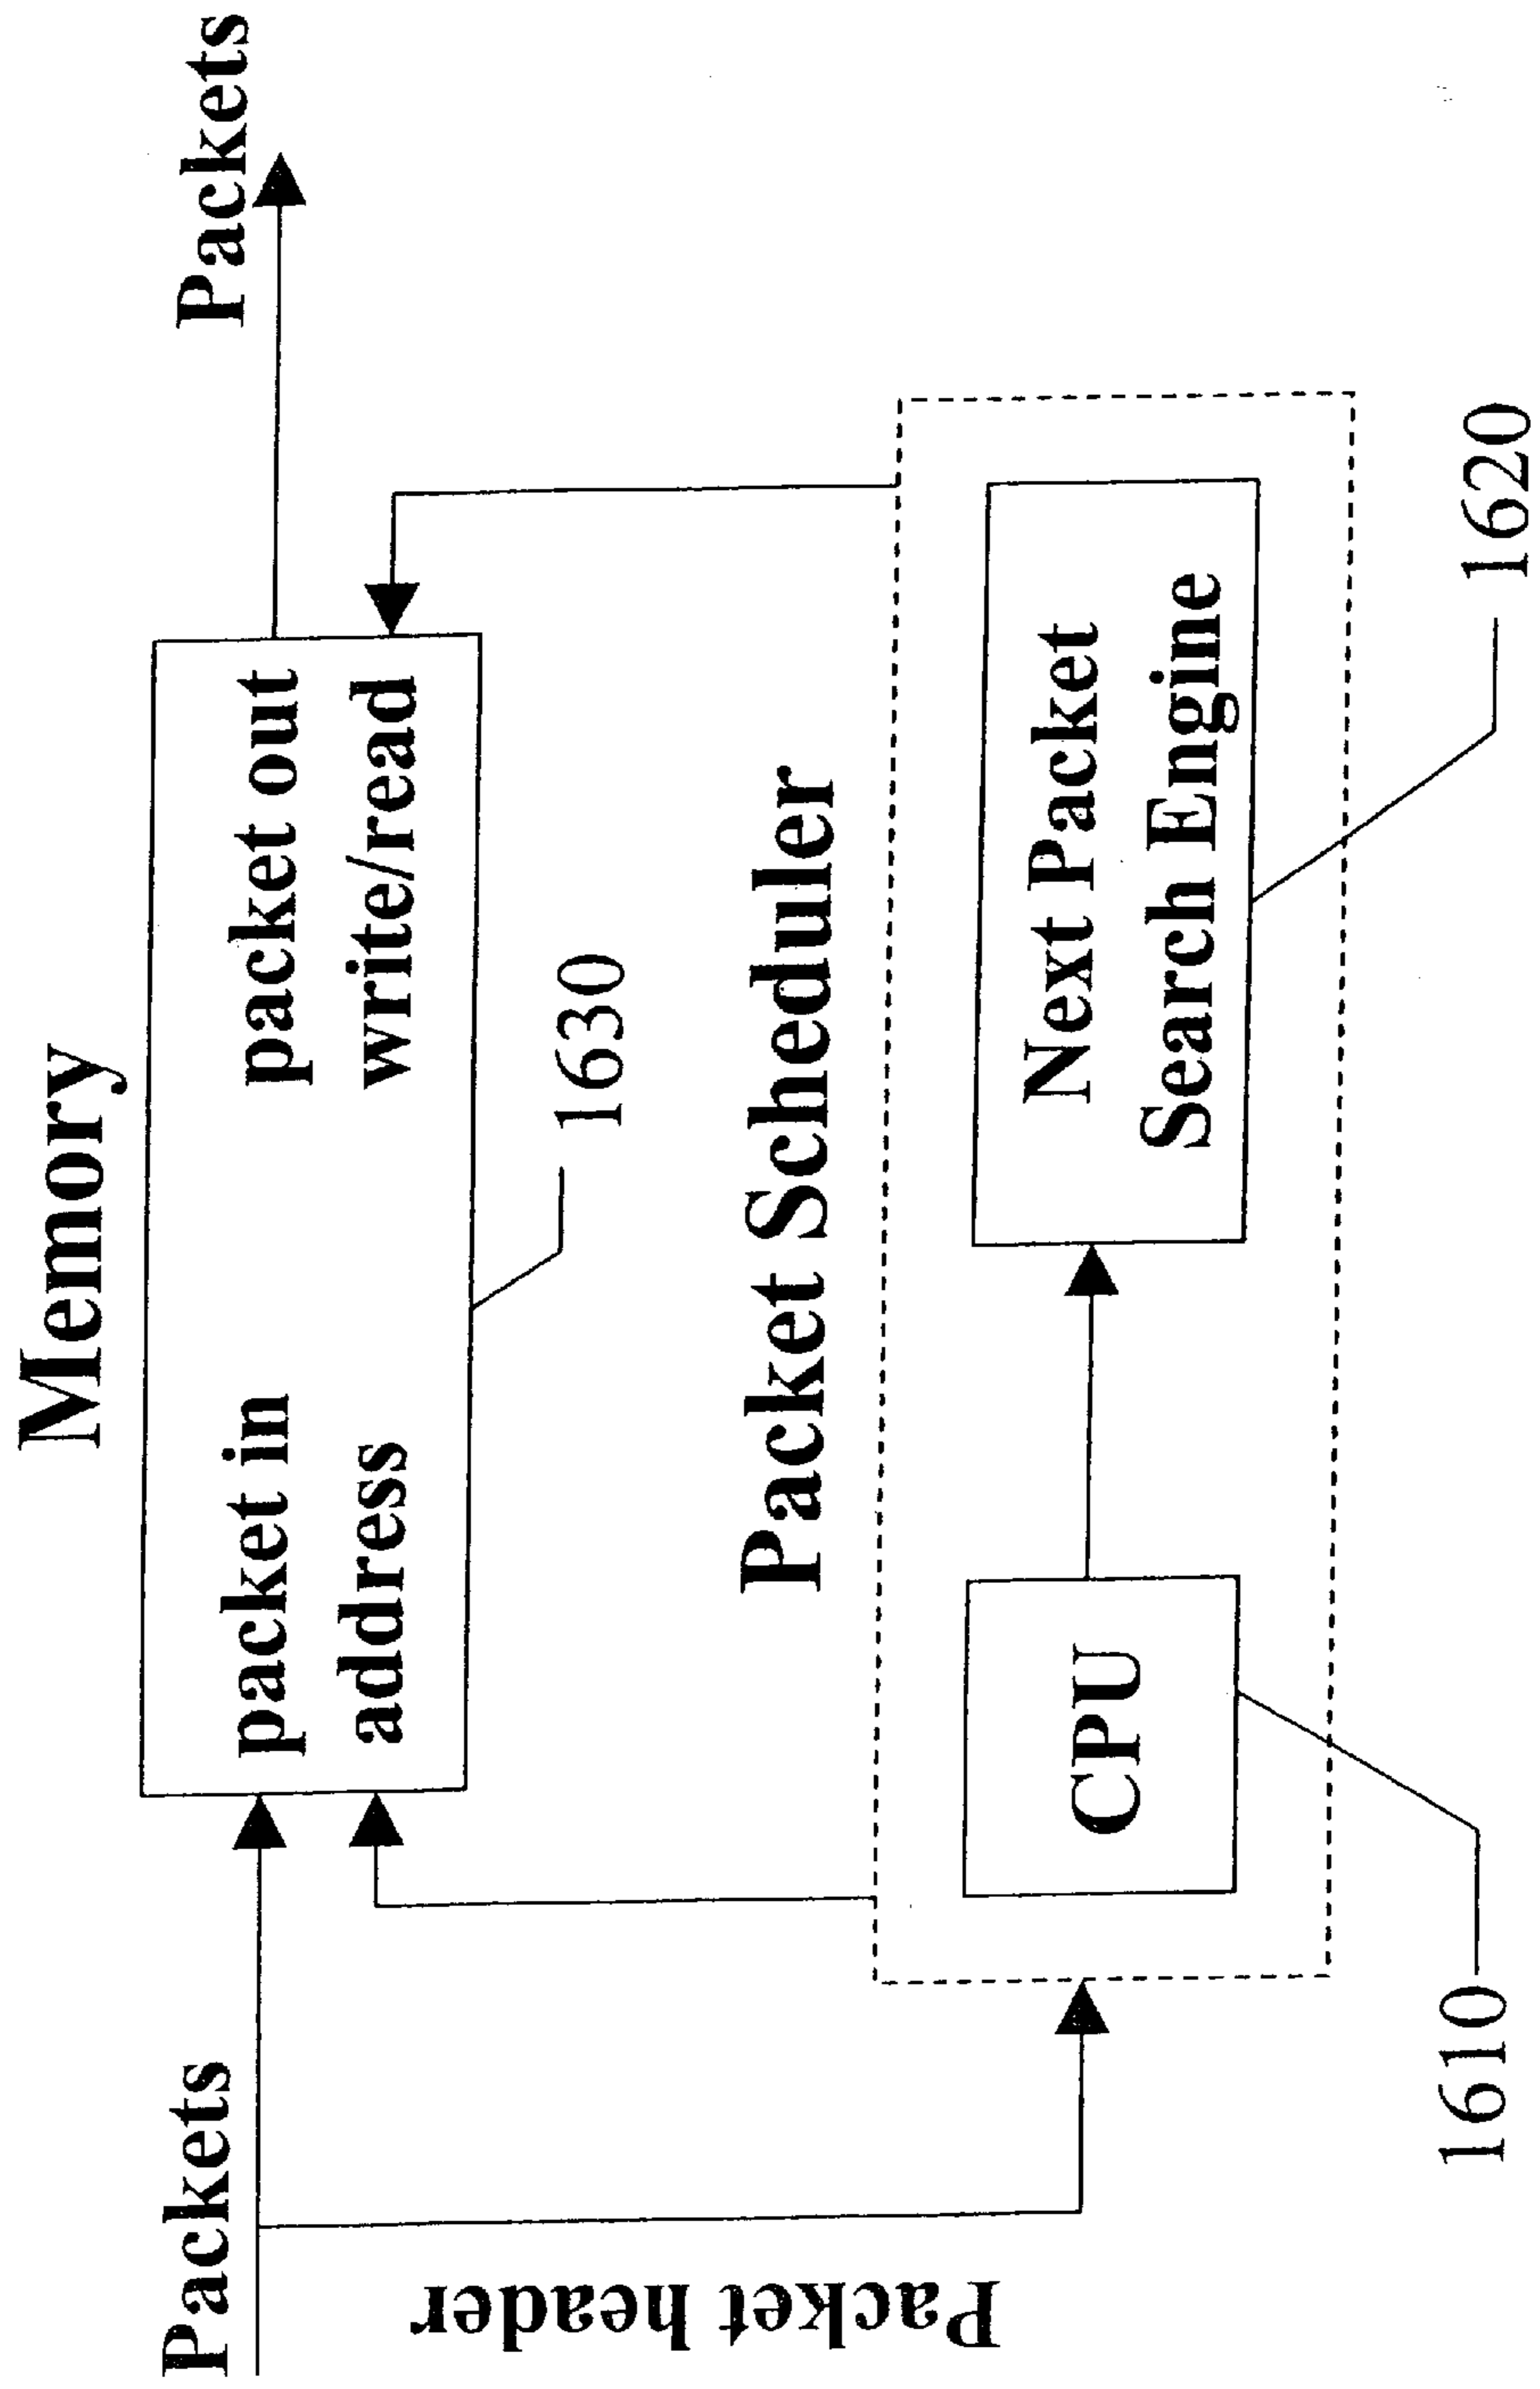 Memory
Packets
packet in
packet out
Packets
address
write/read
1630
Packet header
Packet Scheduler
CPU
Next Packet
Search Engine
1610
1620